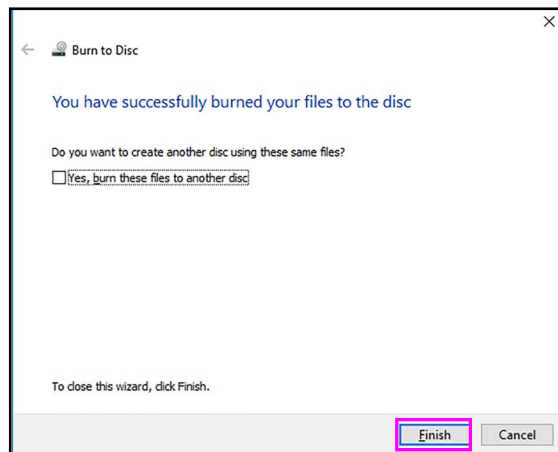 Burn to Disc
You have successfully burned your files to the disc
Do you want to create another disc using these same files?
Yes, burn these files to another disc
To close this wizard, click Finish.
Finish Cancel